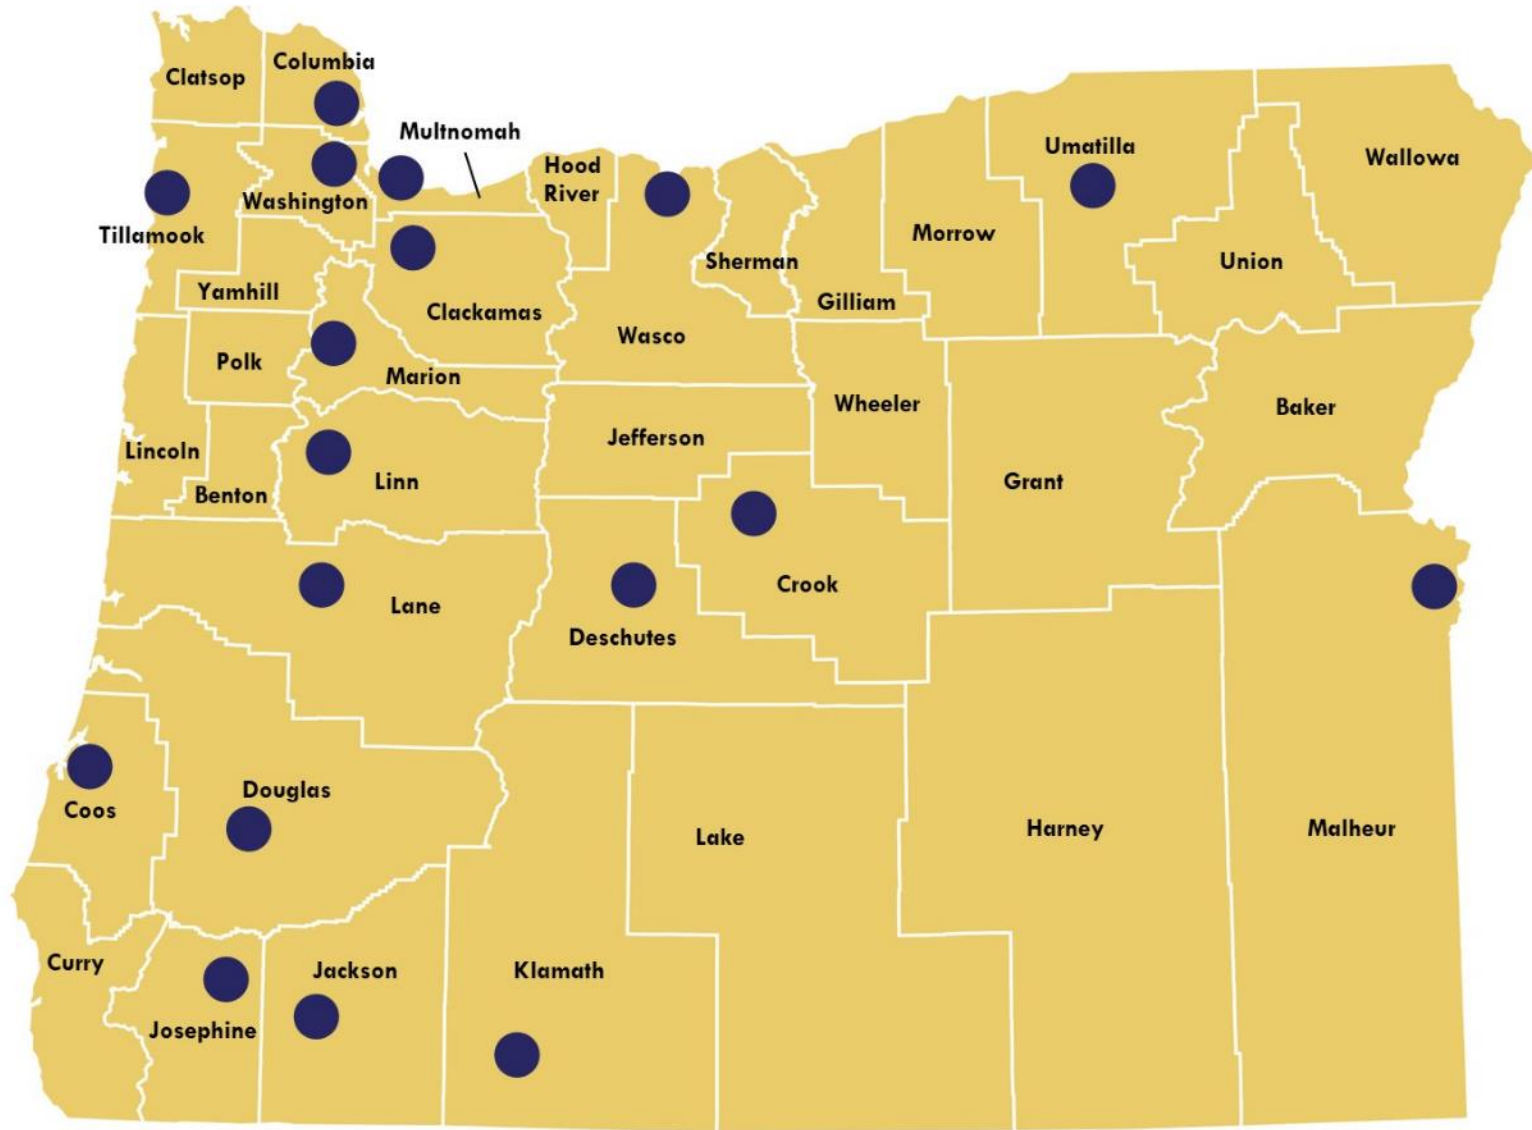 Columbia
Clatsop
Multnomah
Hood
River
Umatilla
Wallowa
Washington
Tillamook
Morrow
Sherman
Union
Yamhill
Gilliam
Clackamas
Wasco
Polk
Marion
Wheeler
Baker
Jefferson
Lincoln
Linn
Grant
Benton
Crook
Lane
Deschutes
Douglas
Coos
Lake
Harney
Malheur
Curry
Jackson
Klamath
Josephine